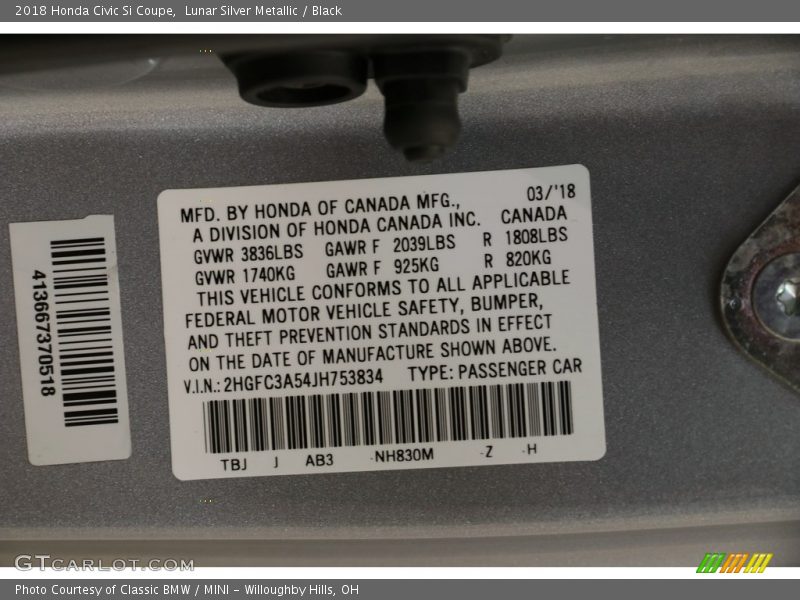 2018 Honda Civic Si Coupe,  Lunar Silver Metallic / Black
MFD. BY HONDA OF CANADA MFG., 03/'18
A DIVISION OF HONDA CANADA INC. CANADA
GVWR 3836LBS GAWR F 2039LBS R 1808LBS
GVWR 1740KG GAWR F 925KG R 820KG
THIS VEHICLE CONFORMS TO ALL APPLICABLE
FEDERAL MOTOR VEHICLE SAFETY, BUMPER,
AND THEFT PREVENTION STANDARDS IN EFFECT
ON THE DATE OF MANUFACTURE SHOWN ABOVE.
V.I.N.: 2HGFC3A54JH753834 TYPE: PASSENGER CAR
TBJ J AB3 -NH830M -Z -H
413667370518
GTCARLOT.COM
Photo Courtesy of Classic BMW / MINI - Willoughby Hills, OH